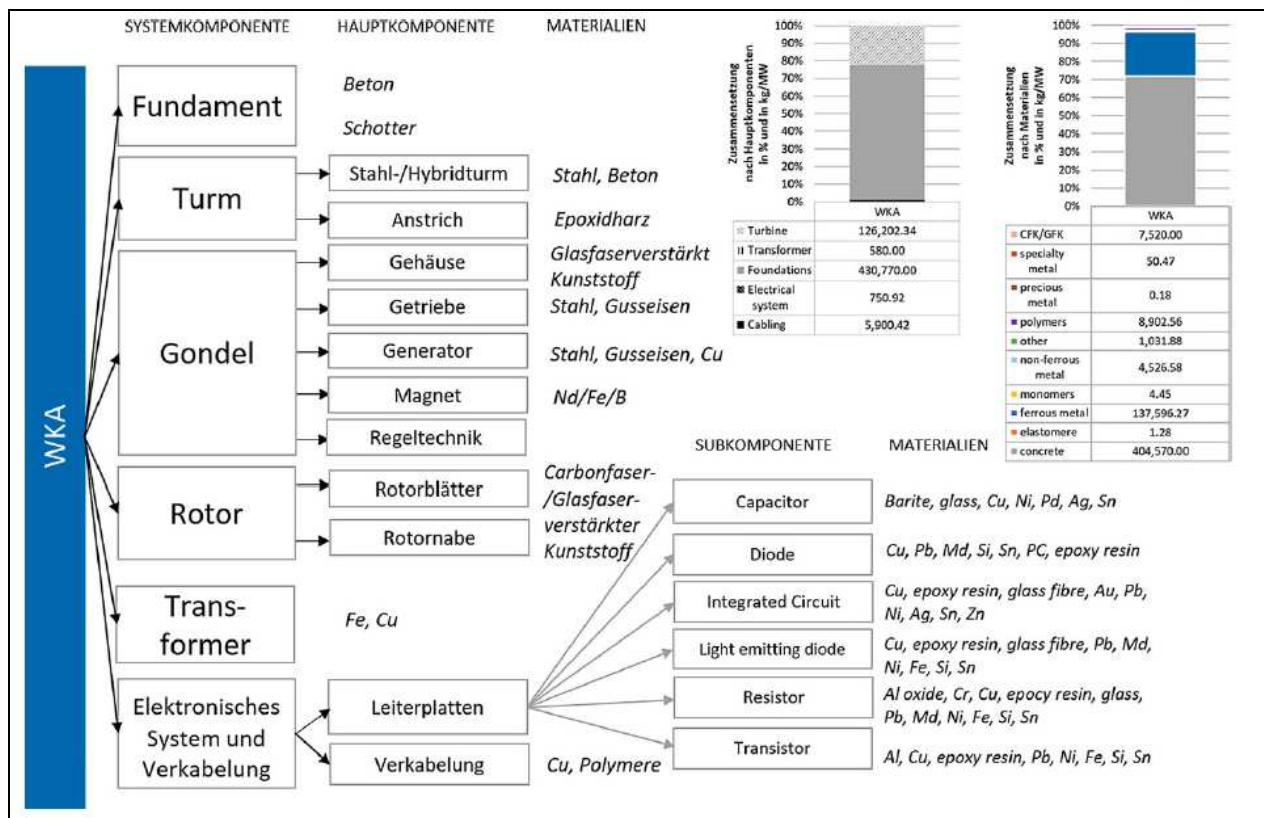 SYSTEMKOMPONENTE
HAUPTKOMPONENTE
MATERIALIEN
WKA
Fundament
Beton
Schotter
Turm
Stahl-/Hybridturm
Stahl, Beton
Anstrich
Epoxidharz
Gondel
Gehäuse
Glasfaserverstärkt
Kunststoff
Getriebe
Stahl, Gusseisen
Generator
Stahl, Gusseisen, Cu
Magnet
Nd/Fe/B
Regeltechnik
Rotor
Rotorblätter
Rotornabe
Carbonfaser-
/Glasfaser-
verstärkter
Kunststoff
Trans-
former
Fe, Cu
Elektronisches
System und
Verkabelung
Leiterplatten
Verkabelung
Cu, Polymere
SUBKOMPONENTE
MATERIALIEN
Capacitor
Barite, glass, Cu, Ni, Pd, Ag, Sn
Diode
Cu, Pb, Md, Si, Sn, PC, epoxy resin
Integrated Circuit
Cu, epoxy resin, glass fibre, Au, Pb,
Ni, Ag, Sn, Zn
Light emitting diode
Cu, epoxy resin, glass fibre, Pb, Md,
Ni, Fe, Si, Sn
Resistor
Al oxide, Cr, Cu, epocy resin, glass,
Pb, Md, Ni, Fe, Si, Sn
Transistor
Al, Cu, epoxy resin, Pb, Ni, Fe, Si, Sn
Zusammensetzung
nach Hauptkomponenten
in % und in kg/MW
100%
90%
80%
70%
60%
50%
40%
30%
20%
10%
0%
WKA
Turbine 126,202.34
Transformer 580.00
Foundations 430,770.00
Electrical
system 750.92
Cabling 5,900.42
Zusammensetzung
nach Materialien
in % und in kg/MW
100%
90%
80%
70%
60%
50%
40%
30%
20%
10%
0%
WKA
CFK/GFK 7,520.00
specialty
metal 50.47
precious
metal 0.18
polymers 8,902.56
other 1,031.88
non-ferrous
metal 4,526.58
monomers 4.45
ferrous metal 137,596.27
elastomere 1.28
concrete 404,570.00